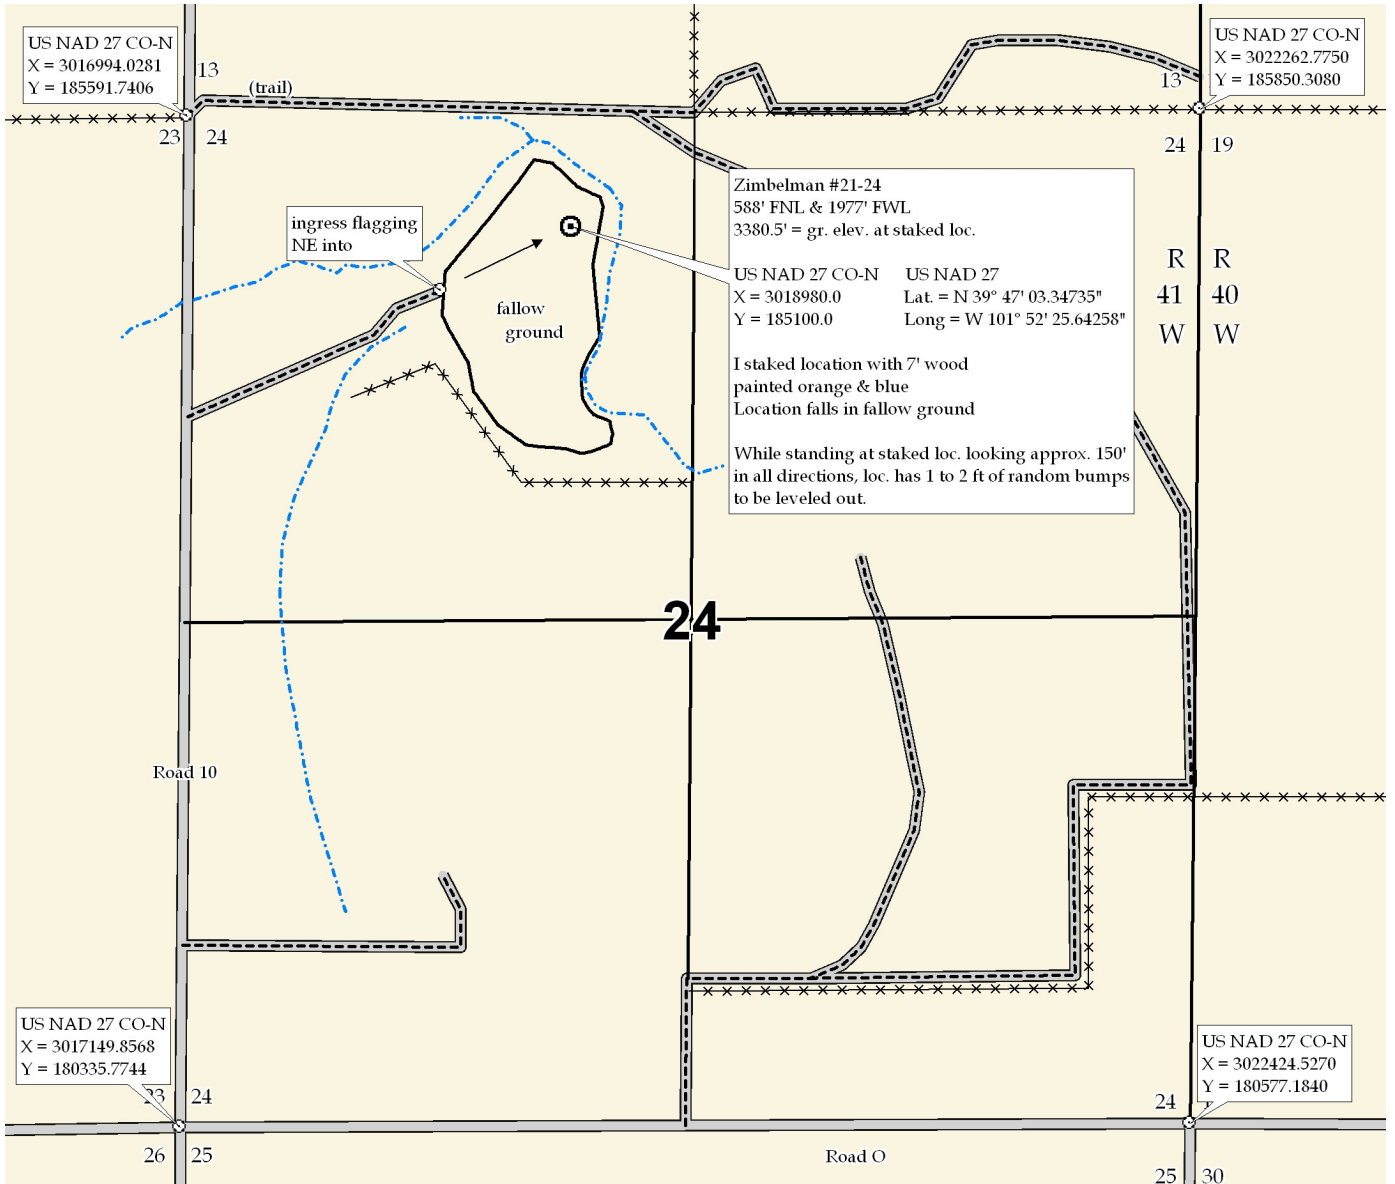 US NAD 27 CO-N
X = 3016994.0281
Y = 185591.7406
US NAD 27 CO-N
X = 3022262.7750
Y = 185850.3080
13
(trail)
13
23 24
24 19
Zimbelman #21-24
588' FNL & 1977' FWL
3380.5' = gr. elev. at staked loc.
US NAD 27 CO-N US NAD 27
X = 3018980.0 Lat. = N 39° 47' 03.34735"
Y = 185100.0 Long = W 101° 52' 25.64258"
I staked location with 7' wood
painted orange & blue
Location falls in fallow ground
While standing at staked loc. looking approx. 150'
in all directions, loc. has 1 to 2 ft of random bumps
to be leveled out.
ingress flagging
NE into
R R
41 40
W W
fallow
ground
24
Road 10
US NAD 27 CO-N
X = 3017149.8568
Y = 180335.7744
US NAD 27 CO-N
X = 3022424.5270
Y = 180577.1840
23 24
24
26 25
Road O
25 30